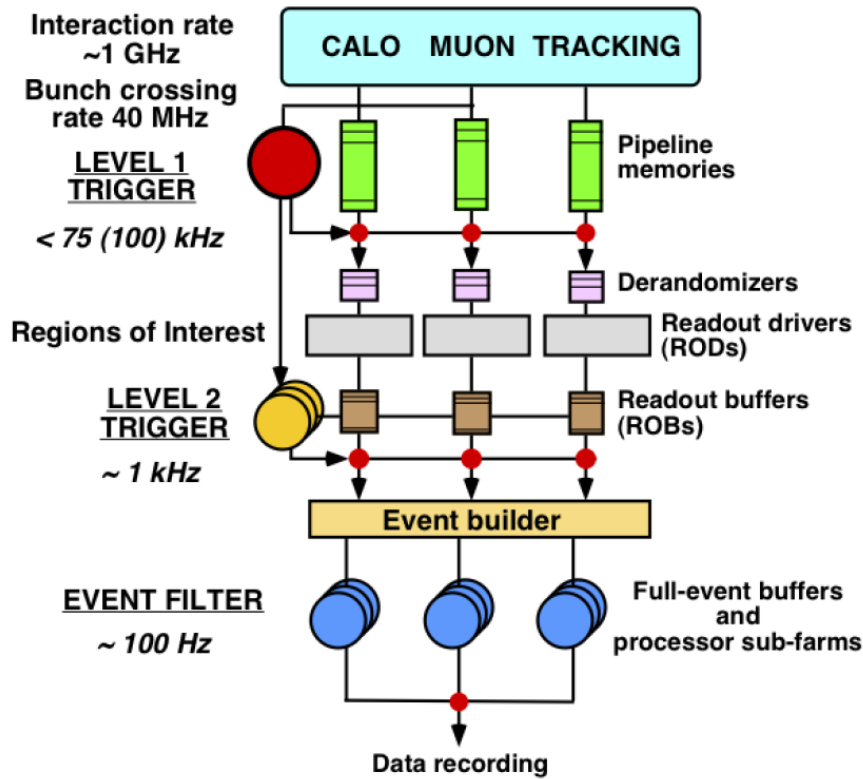 Interaction rate
~1 GHz
CALO MUON TRACKING
Bunch crossing
rate 40 MHz
LEVEL 1
TRIGGER
< 75 (100) kHz
Pipeline
memories
Derandomizers
Regions of Interest
Readout drivers
(RODs)
LEVEL 2
TRIGGER
~ 1 kHz
Readout buffers
(ROBs)
Event builder
EVENT FILTER
~ 100 Hz
Full-event buffers
and
processor sub-farms
Data recording